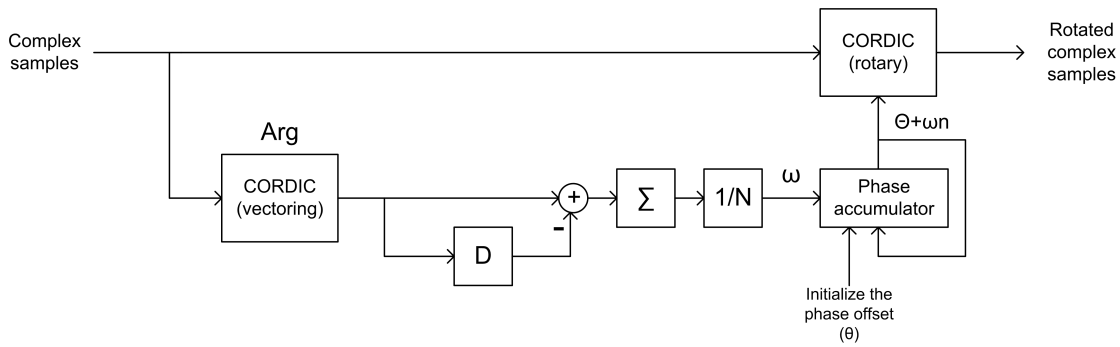 Complex
samples
CORDIC
(rotary)
Rotated
complex
samples
Θ+ωn
Arg
CORDIC
(vectoring)
+
-
Σ
1/N
ω
Phase
accumulator
D
Initialize the
phase offset
(θ)